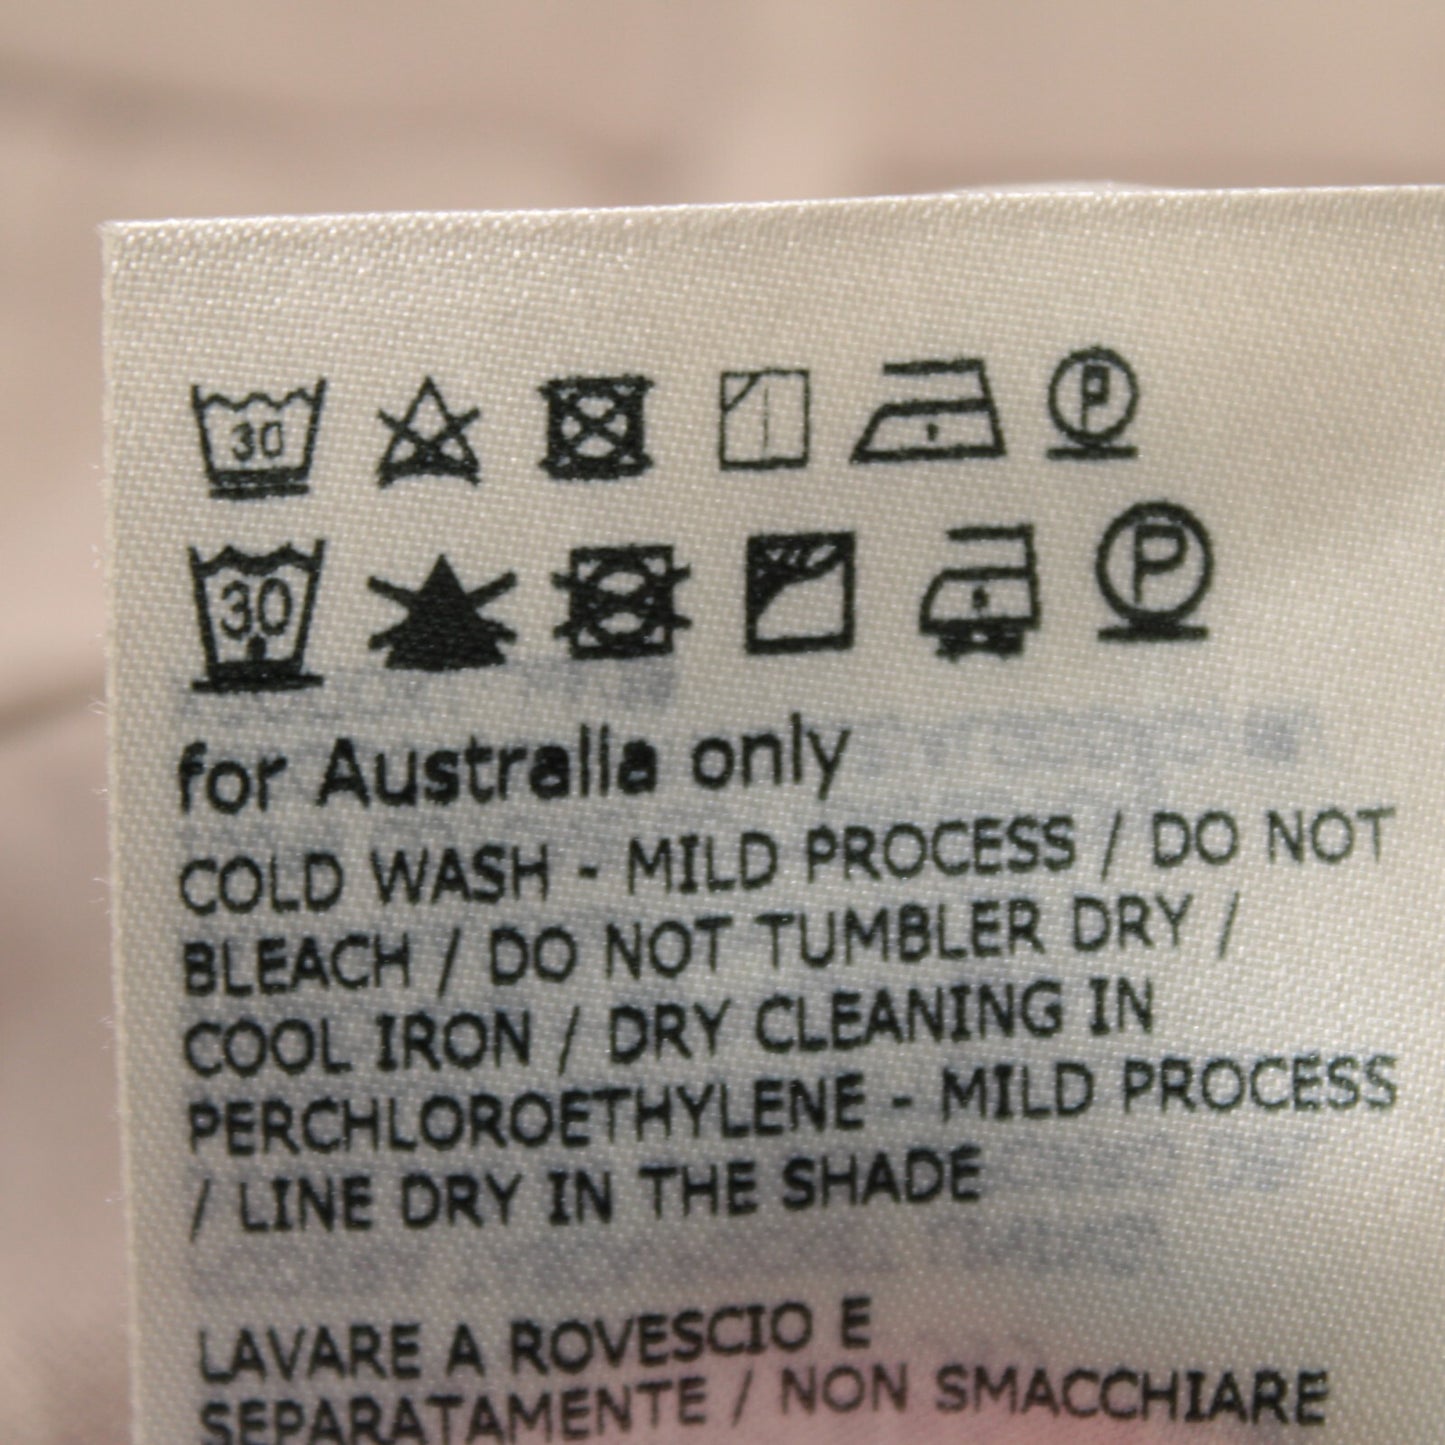 30 P
30 P
for Australia only
COLD WASH - MILD PROCESS / DO NOT
BLEACH / DO NOT TUMBLER DRY /
COOL IRON / DRY CLEANING IN
PERCHLOROETHYLENE - MILD PROCESS
/ LINE DRY IN THE SHADE
LAVARE A ROVESCIO E
SEPARATAMENTE / NON SMACCHIARE